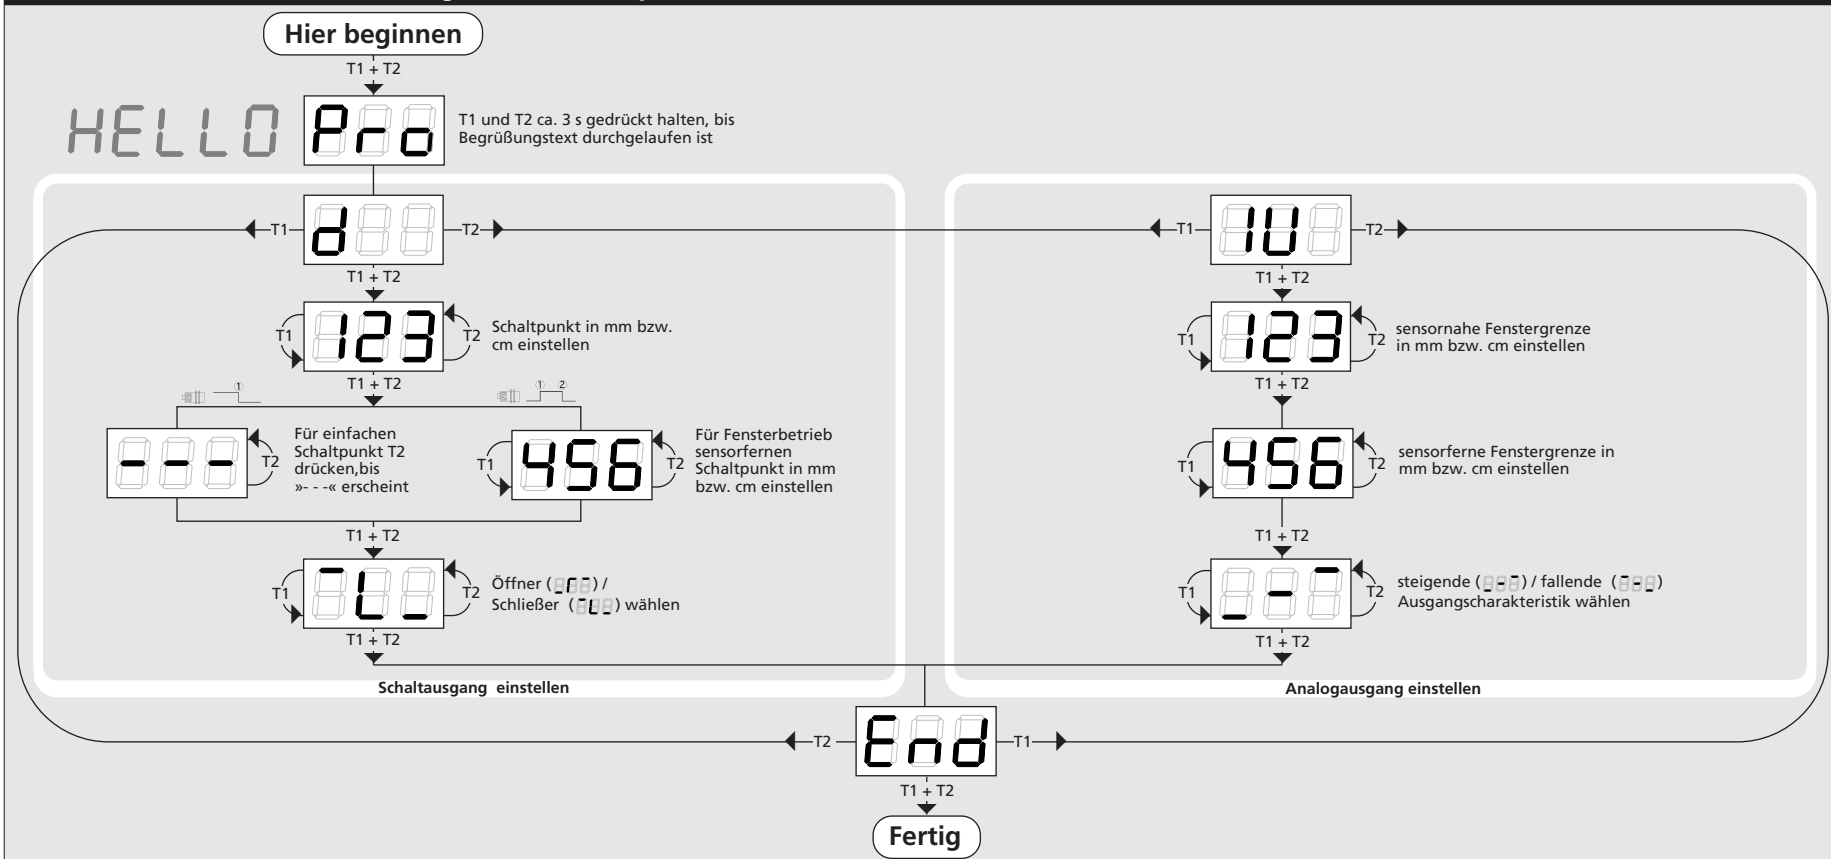 Hier beginnen
T1 + T2
HELLO
Pro
T1 und T2 ca. 3 s gedrückt halten, bis
Begrüßungstext durchgelaufen ist
T1
d
T2
T1 + T2
T1
123
T2
Schaltpunkt in mm bzw.
cm einstellen
T1 + T2
1
1 2
- - -
T2
Für einfachen
Schaltpunkt T2
drücken,bis
»- - -« erscheint
T1
456
T2
Für Fensterbetrieb
sensorfernen
Schaltpunkt in mm
bzw. cm einstellen
T1 + T2
T1
T2
Öffner ( ) /
Schließer ( ) wählen
T1 + T2
Schaltausgang einstellen
T1
IU
T2
T1 + T2
T1
123
T2
sensornahe Fenstergrenze
in mm bzw. cm einstellen
T1 + T2
T1
456
T2
sensorferne Fenstergrenze in
mm bzw. cm einstellen
T1 + T2
T1
T2
steigende ( ) / fallende ( )
Ausgangscharakteristik wählen
T1 + T2
Analogausgang einstellen
T2
End
T1
T1 + T2
Fertig